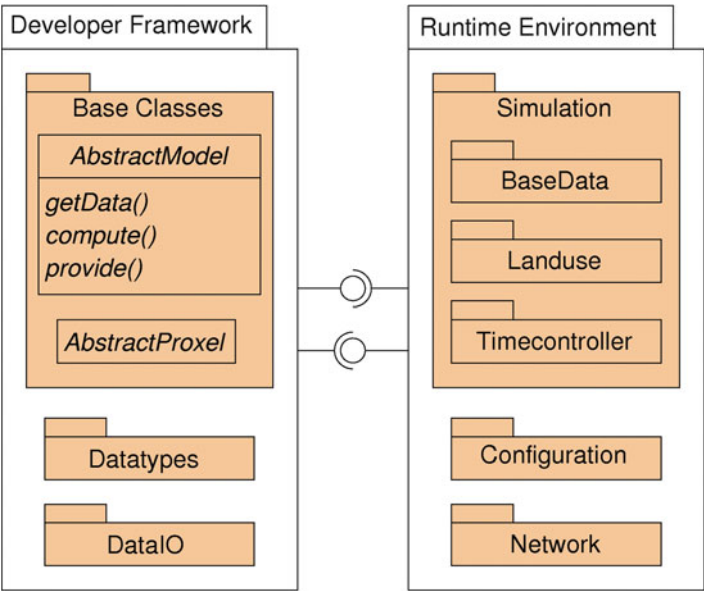 Developer Framework
Base Classes
AbstractModel
getData()
compute()
provide()
AbstractProxel
Datatypes
DataIO
Runtime Environment
Simulation
BaseData
Landuse
Timecontroller
Configuration
Network